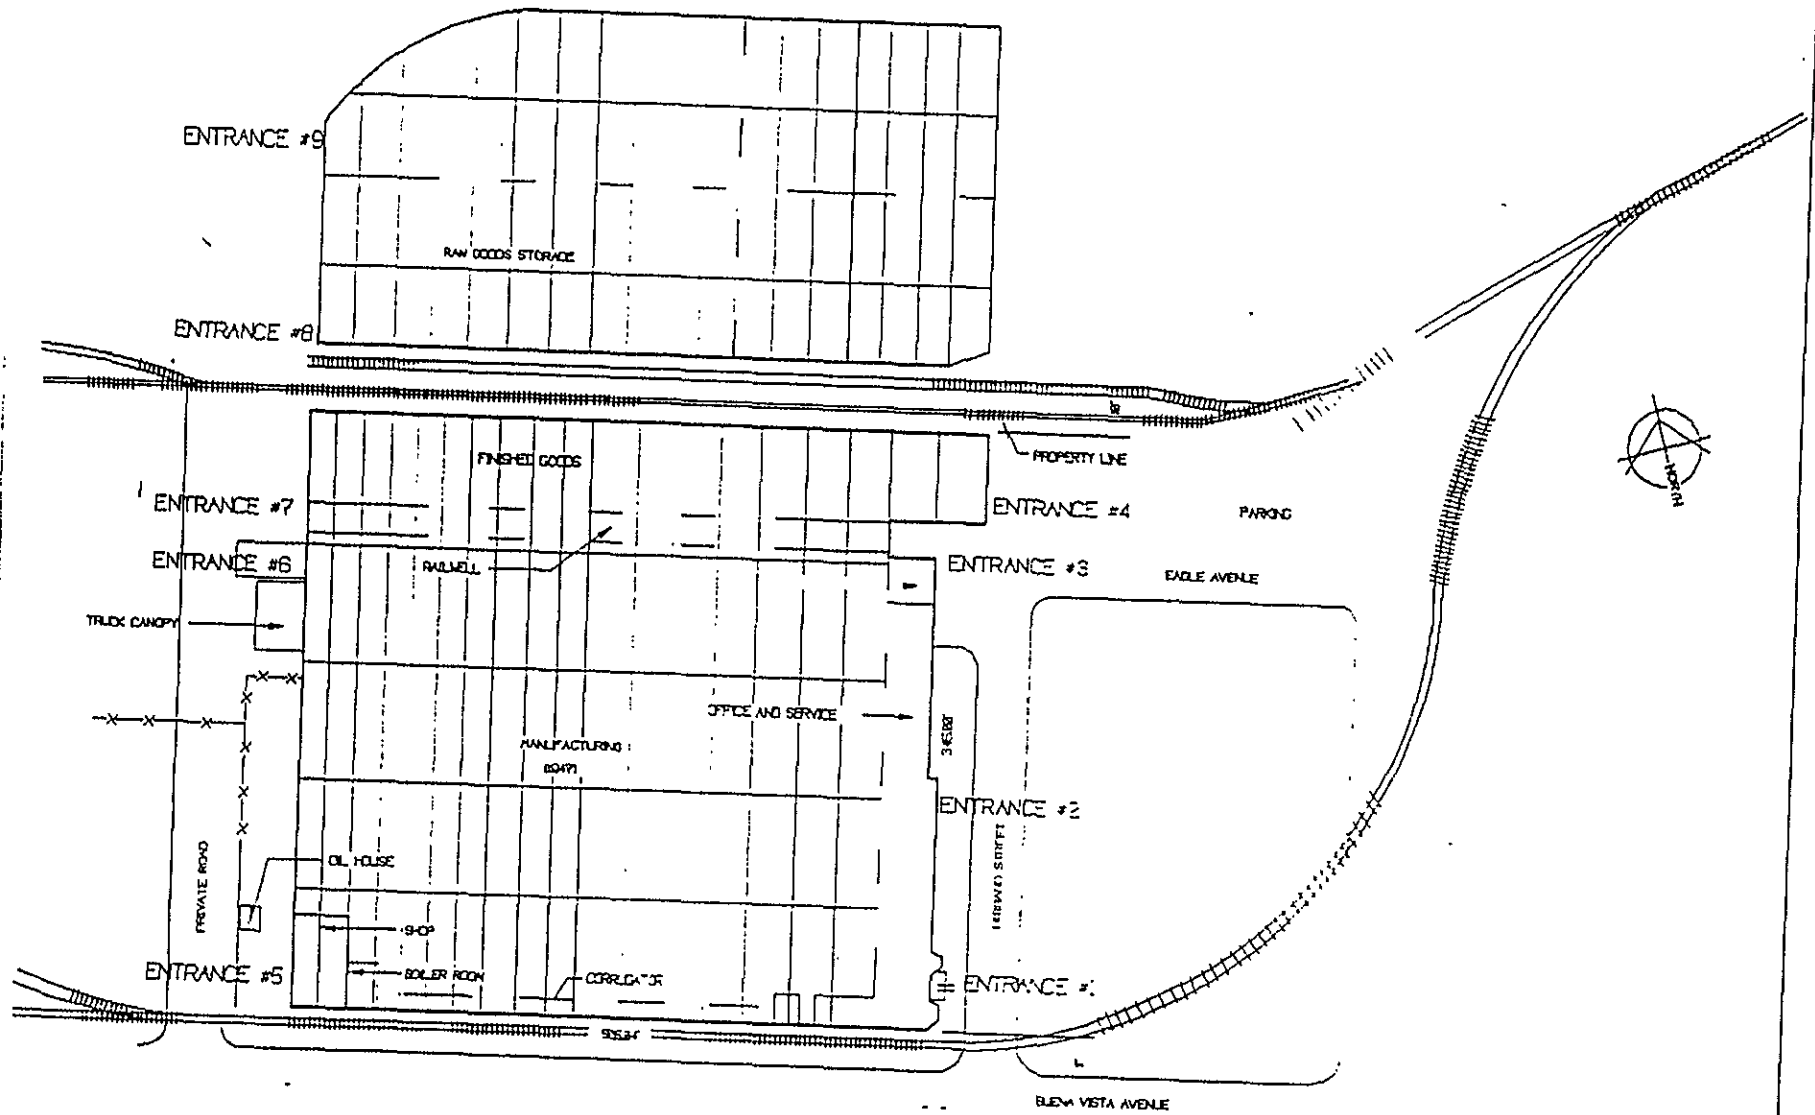 ENTRANCE #9
RAW GOODS STORAGE
ENTRANCE #8
FINISHED GOODS
PROPERTY LINE
ENTRANCE #7
ENTRANCE #4
PARKING
NORTH
ENTRANCE #6
RAILWELL
ENTRANCE #3
EAGLE AVENUE
TRUCK CANOPY
OFFICE AND SERVICE
MANUFACTURING
ENTRANCE #2
PRIVATE ROAD
OIL HOUSE
STREET
SHOP
ENTRANCE #5
BOILER ROOM
CORRUGATOR
ENTRANCE #1
BUENA VISTA AVENUE